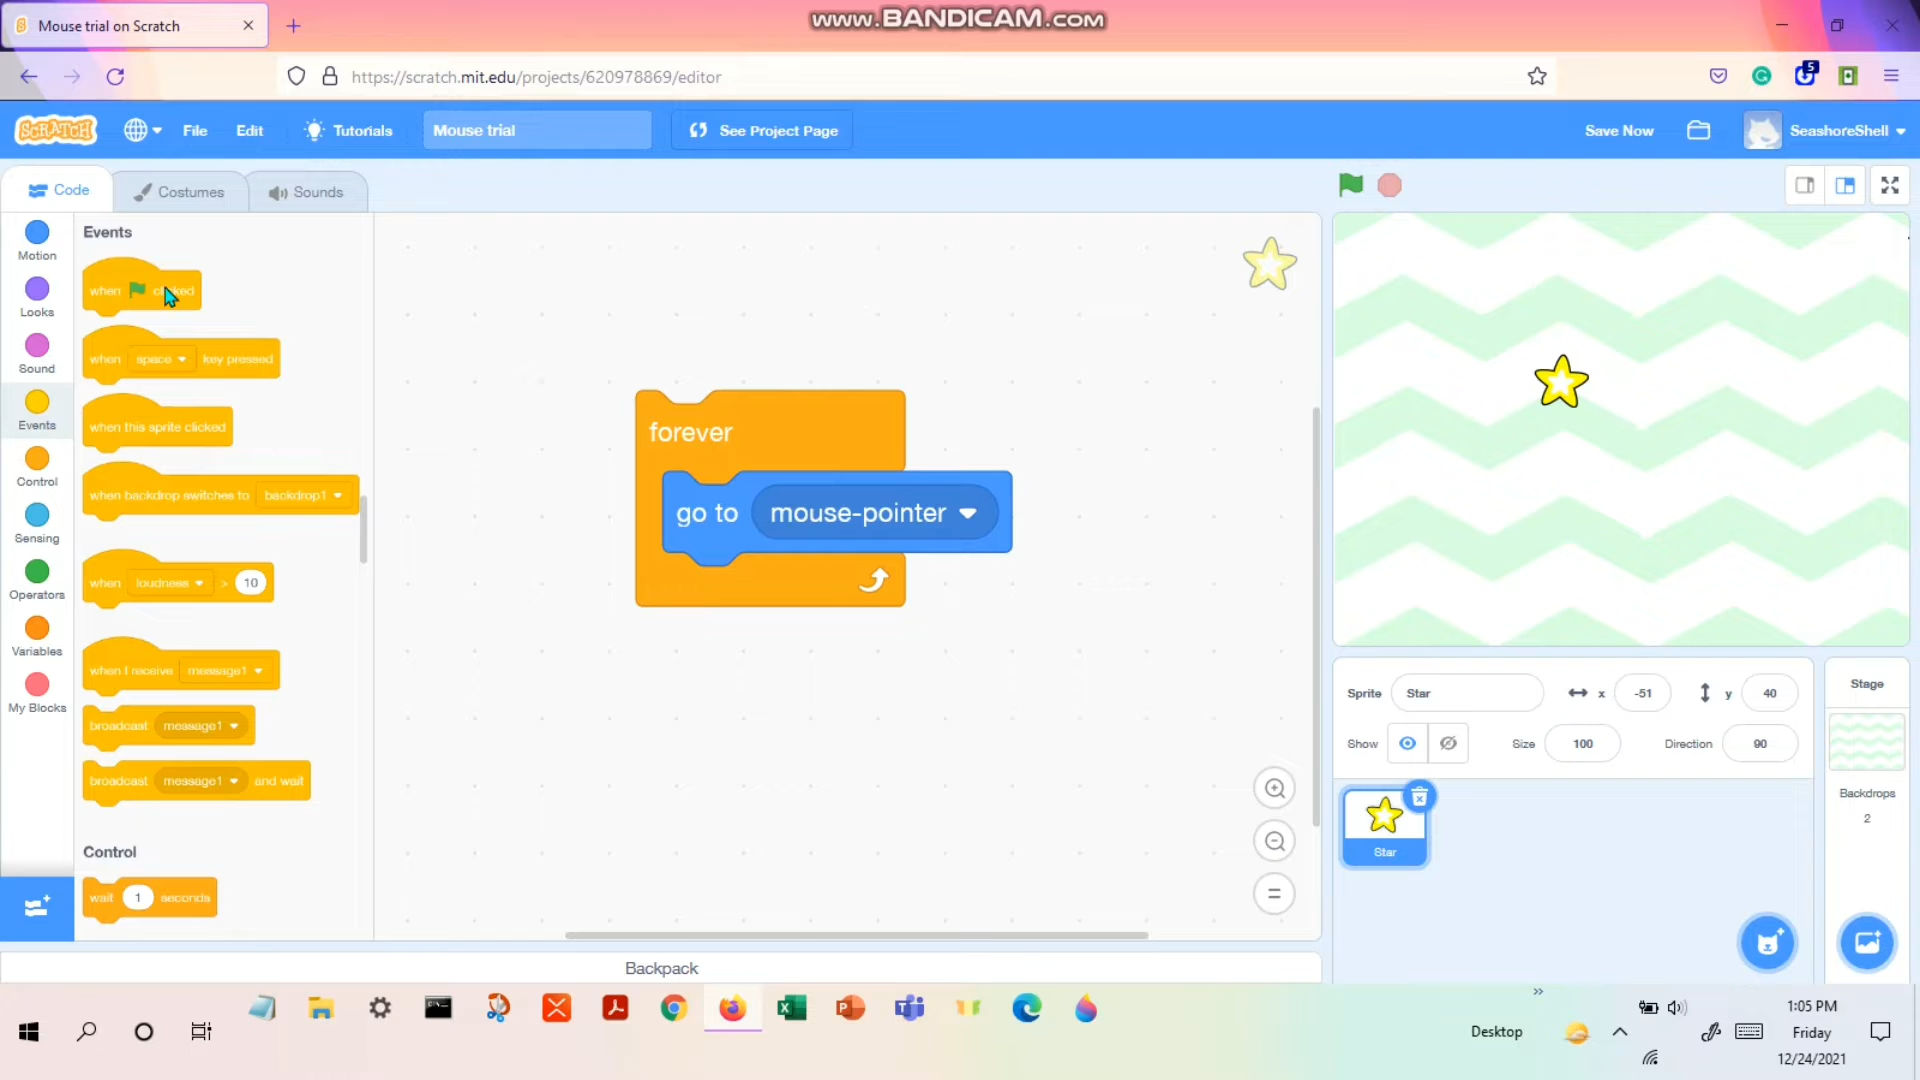 Mouse trial on Scratch
www.BANDICAM.com
https://scratch.mit.edu/projects/620978869/editor
5
SCRATCH
File
Edit
Tutorials
Mouse trial
See Project Page
Save Now
SeashoreShell
Code
Costumes
Sounds
Motion
Looks
Sound
Events
Control
Sensing
Operators
Variables
My Blocks
Events
when clicked
when space key pressed
when this sprite clicked
when backdrop switches to backdrop1
when loudness > 10
when I receive message1
broadcast message1
broadcast message1 and wait
Control
wait 1 seconds
forever
go to mouse-pointer
Backpack
Sprite Star x -51 y 40
Show Size 100 Direction 90
Star
Stage
Backdrops
2
Desktop
1:05 PM
Friday
12/24/2021